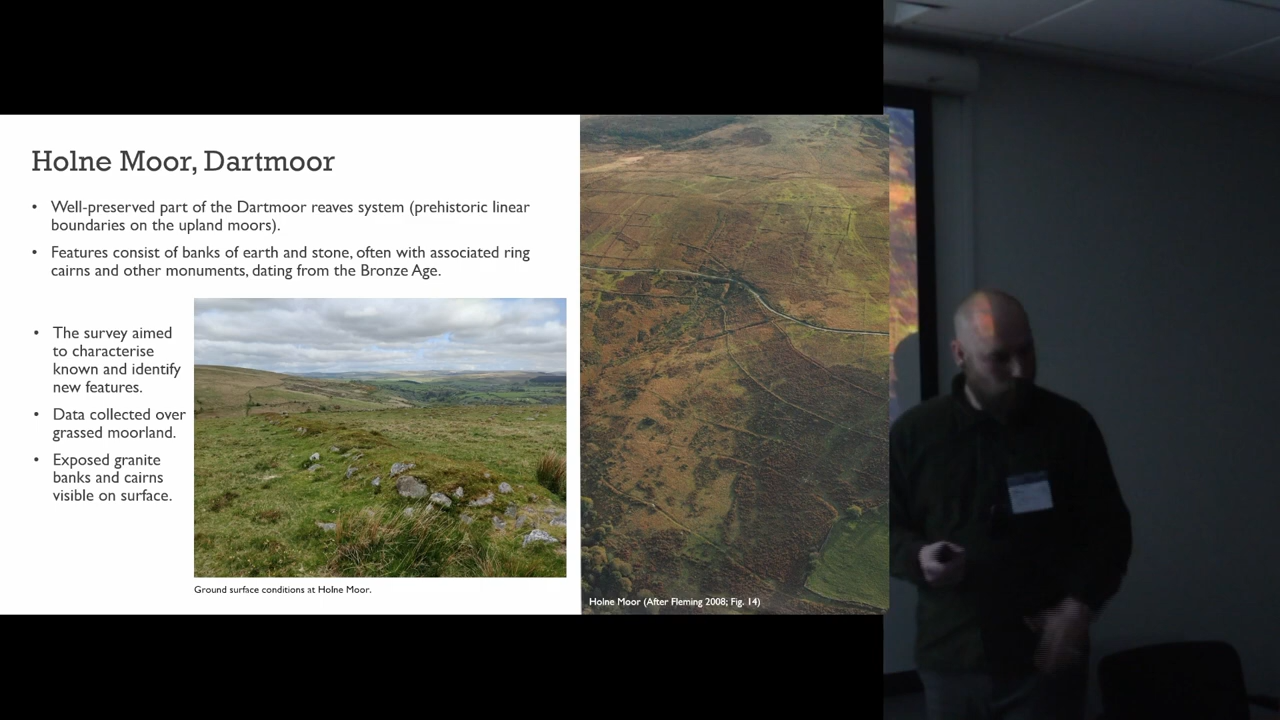 Holne Moor, Dartmoor
• Well-preserved part of the Dartmoor reaves system (prehistoric linear
boundaries on the upland moors).
• Features consist of banks of earth and stone, often with associated ring
cairns and other monuments, dating from the Bronze Age.
• The survey aimed
to characterise
known and identify
new features.
• Data collected over
grassed moorland.
• Exposed granite
banks and cairns
visible on surface.
Ground surface conditions at Holne Moor.
Holne Moor (After Fleming 2008; Fig. 14)